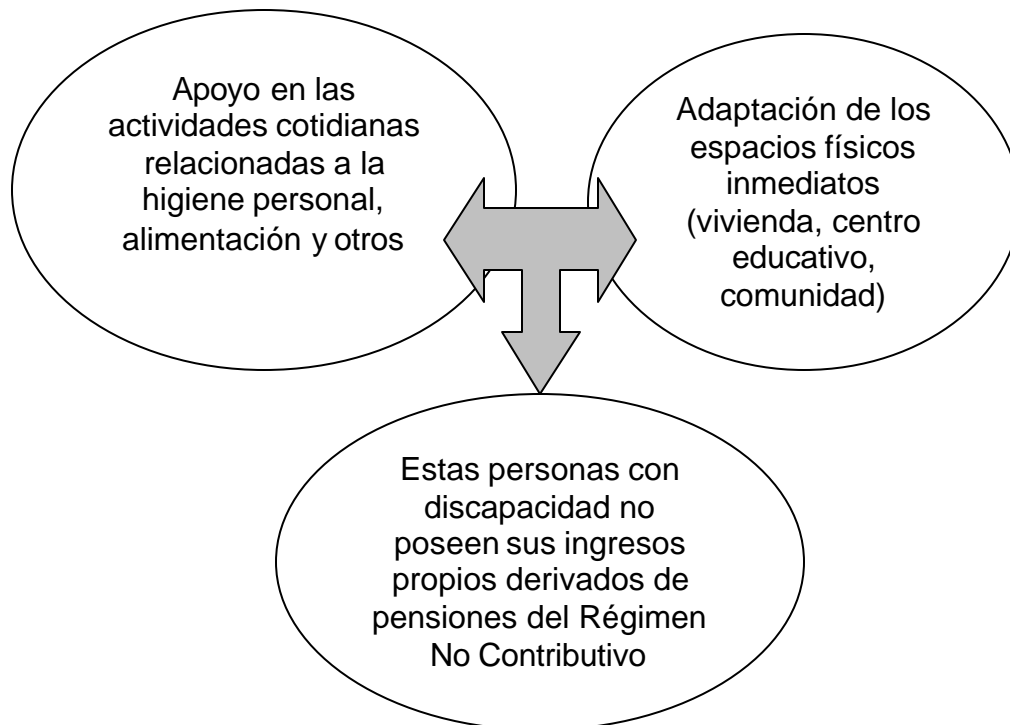 Apoyo en las
actividades cotidianas
relacionadas a la
higiene personal,
alimentación y otros
Adaptación de los
espacios físicos
inmediatos
(vivienda, centro
educativo,
comunidad)
Estas personas con
discapacidad no
poseen sus ingresos
propios derivados de
pensiones del Régimen
No Contributivo